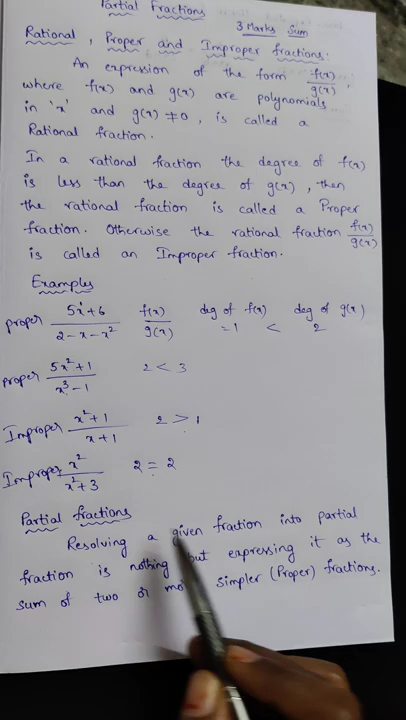 Partial Fractions
3 Marks Sum
Rational, Proper and Improper fractions.
An expression of the form f(x)/g(x),
where f(x) and g(x) are polynomials
in 'x' and g(x) ≠ 0, is called a
Rational fraction.
In a rational fraction the degree of f(x)
is less than the degree of g(x), then
the rational fraction is called a Proper
fraction. Otherwise the rational fraction f(x)/g(x)
is called an Improper fraction.
Examples
proper (5x+6)/(2-x-x²) f(x)/g(x) deg of f(x) deg of g(x)
=1 < 2
proper (5x²+1)/(x³-1) 2 < 3
Improper (x²+1)/(x+1) 2 > 1
Improper x²/(x²+3) 2 = 2
Partial fractions
Resolving a given fraction into partial
fraction is nothing but expressing it as the
sum of two or simpler (Proper) fractions.